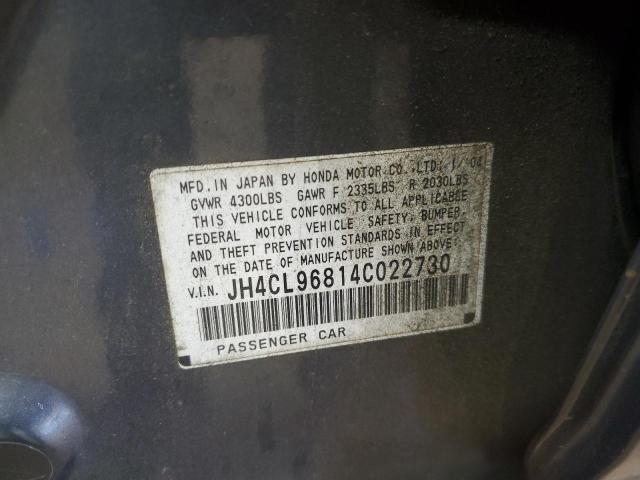 MFD. IN JAPAN BY HONDA MOTOR CO., LTD: 1/'04
GVWR 4300LBS GAWR F 2335LBS R 2030LBS
THIS VEHICLE CONFORMS TO ALL APPLICABLE
FEDERAL MOTOR VEHICLE SAFETY, BUMPER,
AND THEFT PREVENTION STANDARDS IN EFFECT
ON THE DATE OF MANUFACTURE SHOWN ABOVE.
V.I.N. JH4CL96814C022730
PASSENGER CAR